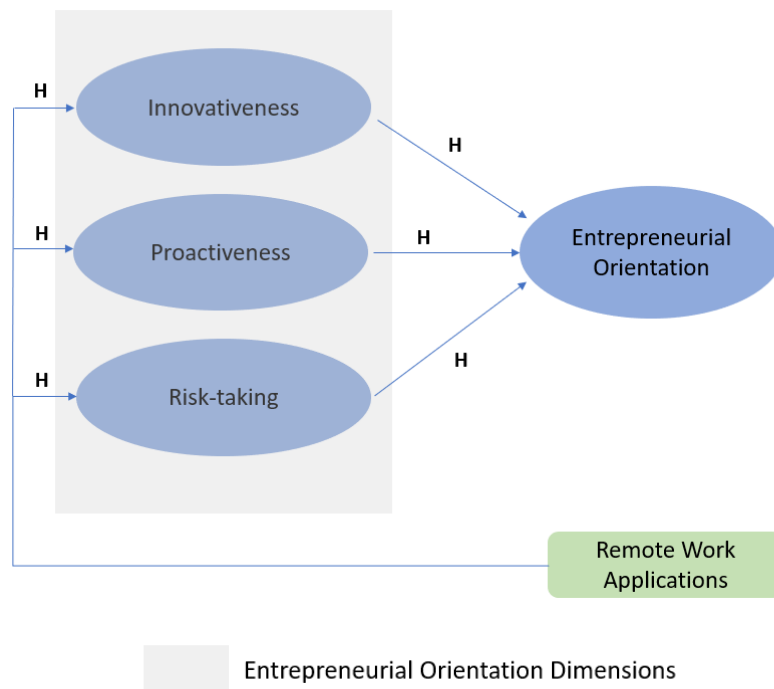 H
Innovativeness
H
H
Proactiveness
H
Entrepreneurial
Orientation
H
Risk-taking
H
Remote Work
Applications
Entrepreneurial Orientation Dimensions